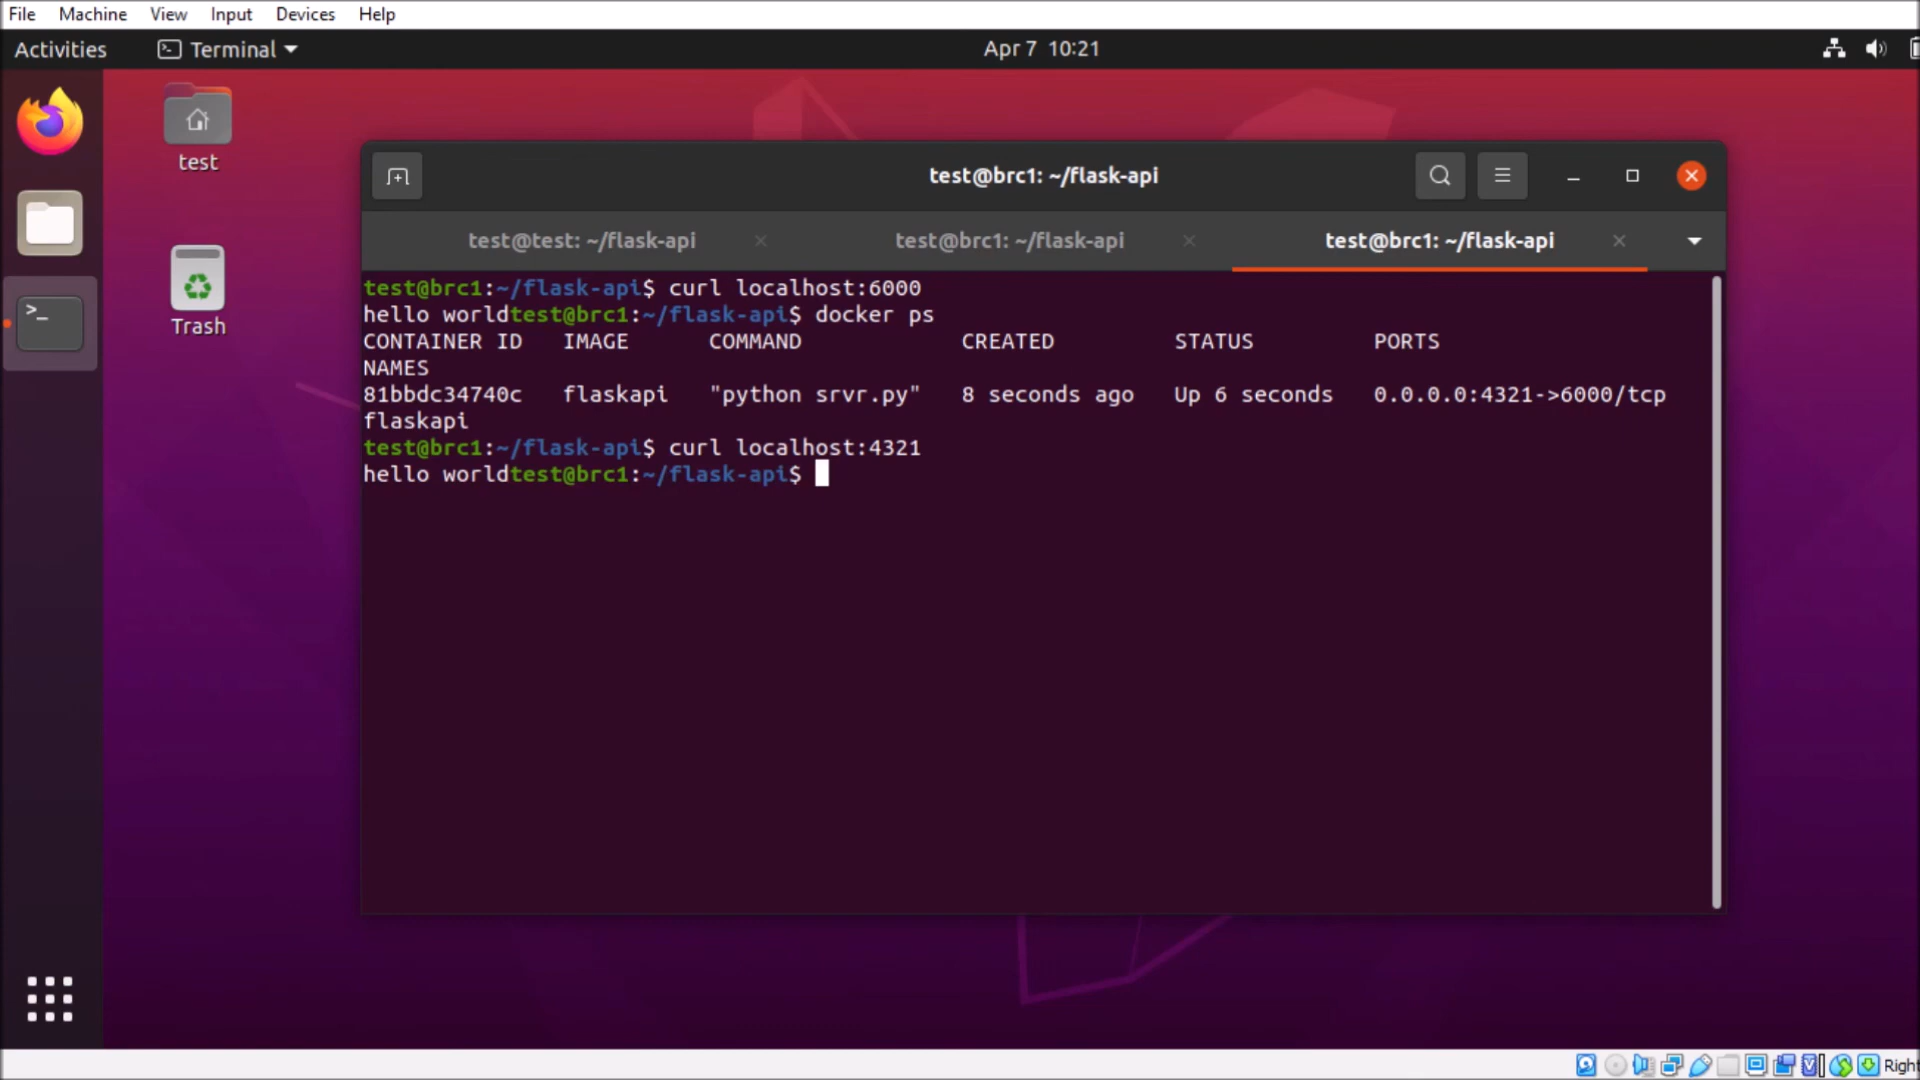 File Machine View Input Devices Help
Activities Terminal Apr 7 10:21
test
Trash
test@brc1: ~/flask-api
test@test: ~/flask-api test@brc1: ~/flask-api test@brc1: ~/flask-api
test@brc1:~/flask-api$ curl localhost:6000
hello worldtest@brc1:~/flask-api$ docker ps
CONTAINER ID IMAGE COMMAND CREATED STATUS PORTS
NAMES
81bbdc34740c flaskapi "python srvr.py" 8 seconds ago Up 6 seconds 0.0.0.0:4321->6000/tcp
flaskapi
test@brc1:~/flask-api$ curl localhost:4321
hello worldtest@brc1:~/flask-api$
Right